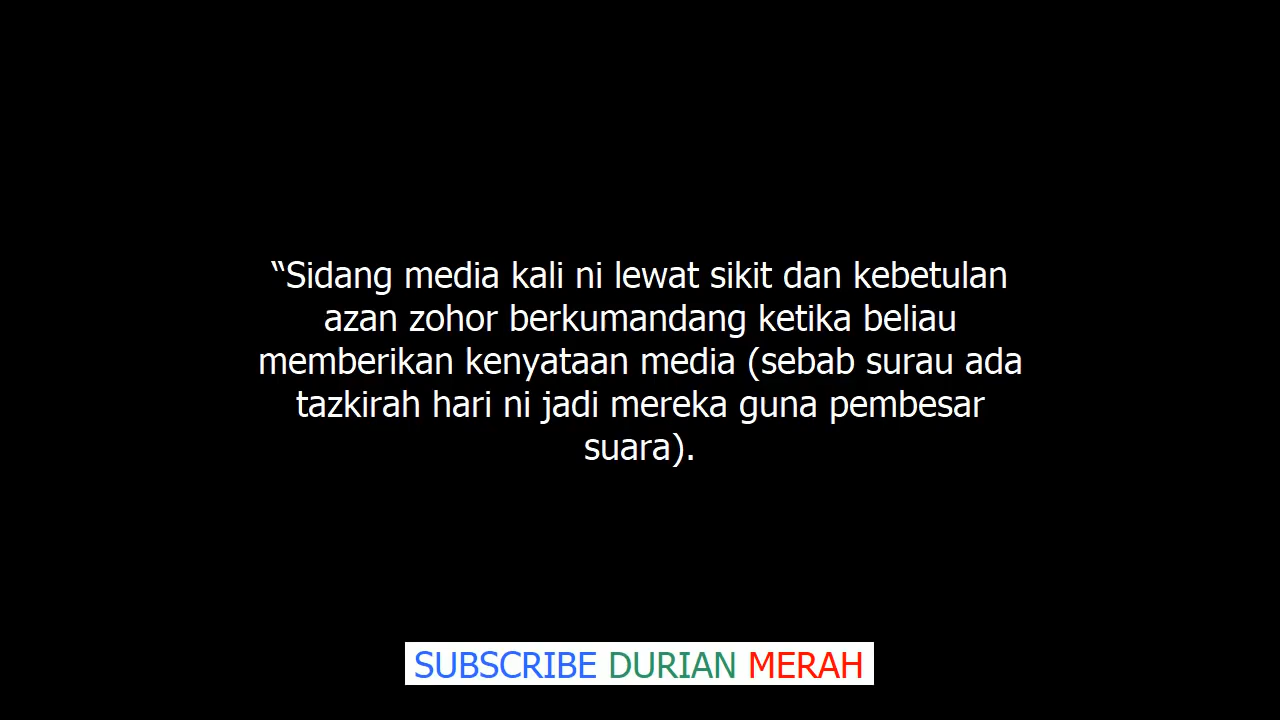 “Sidang media kali ni lewat sikit dan kebetulan
azan zohor berkumandang ketika beliau
memberikan kenyataan media (sebab surau ada
tazkirah hari ni jadi mereka guna pembesar
suara).
SUBSCRIBE DURIAN MERAH